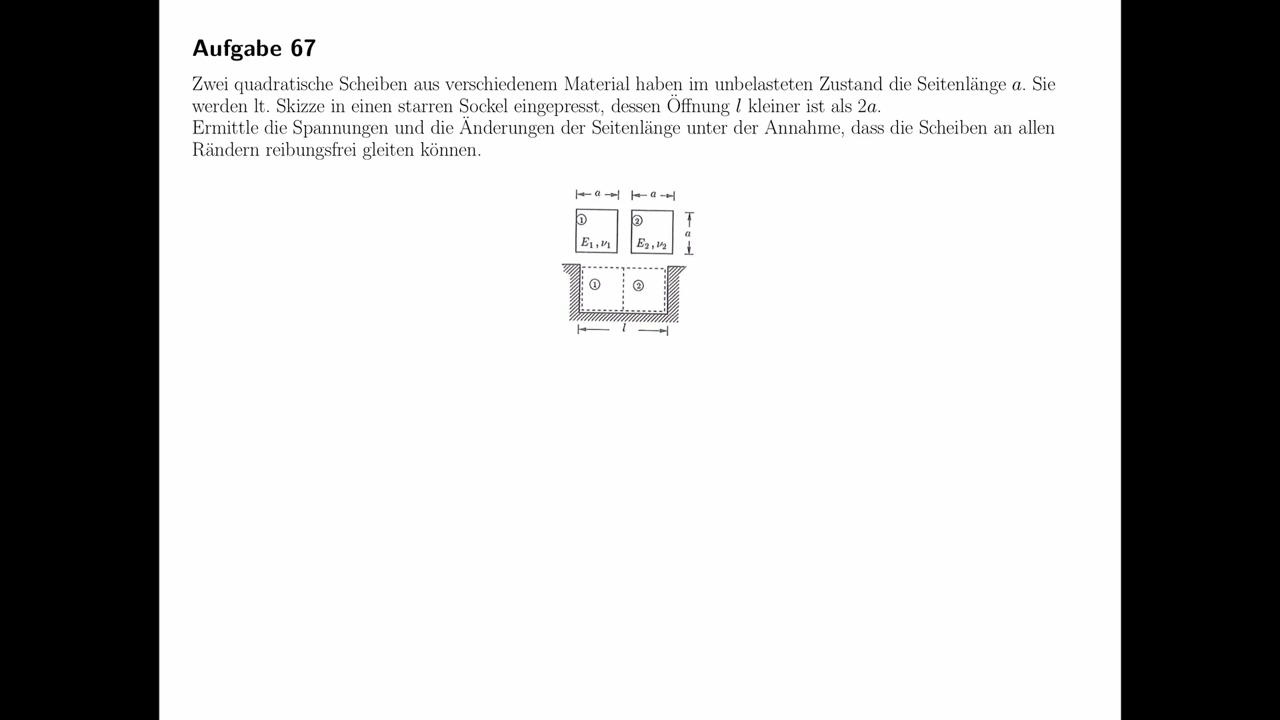 Aufgabe 67
Zwei quadratische Scheiben aus verschiedenem Material haben im unbelasteten Zustand die Seitenlänge a. Sie
werden lt. Skizze in einen starren Sockel eingepresst, dessen Öffnung l kleiner ist als 2a.
Ermittle die Spannungen und die Änderungen der Seitenlänge unter der Annahme, dass die Scheiben an allen
Rändern reibungsfrei gleiten können.
a a
① ②
a
E₁, ν₁ E₂, ν₂
① ②
l